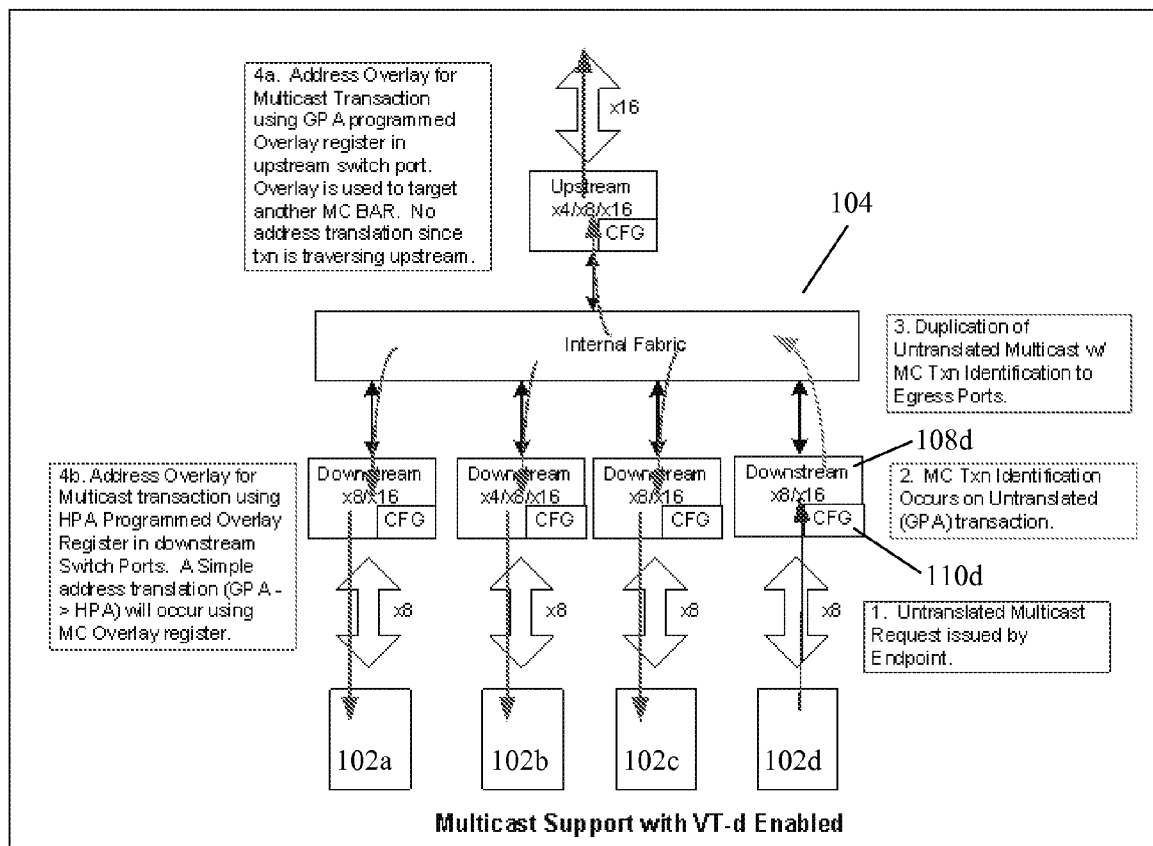 4a. Address Overlay for
Multicast Transaction
using GPA programmed
Overlay register in
upstream switch port.
Overlay is used to target
another MC BAR. No
address translation since
txn is traversing upstream.
x16
Upstream
x4/x8/x16
CFG
104
Internal Fabric
3. Duplication of
Untranslated Multicast w/
MC Txn Identification to
Egress Ports.
4b. Address Overlay for
Multicast transaction using
HPA Programmed Overlay
Register in downstream
Switch Ports. A Simple
address translation (GPA -
> HPA) will occur using
MC Overlay register.
Downstream
x8/x16
CFG
Downstream
x4/x8/x16
CFG
Downstream
x8/x16
CFG
Downstream
x8/x16
CFG
108d
2. MC Txn Identification
Occurs on Untranslated
(GPA) transaction.
110d
x8
x8
x8
x8
1. Untranslated Multicast
Request issued by
Endpoint.
102a
102b
102c
102d
Multicast Support with VT-d Enabled